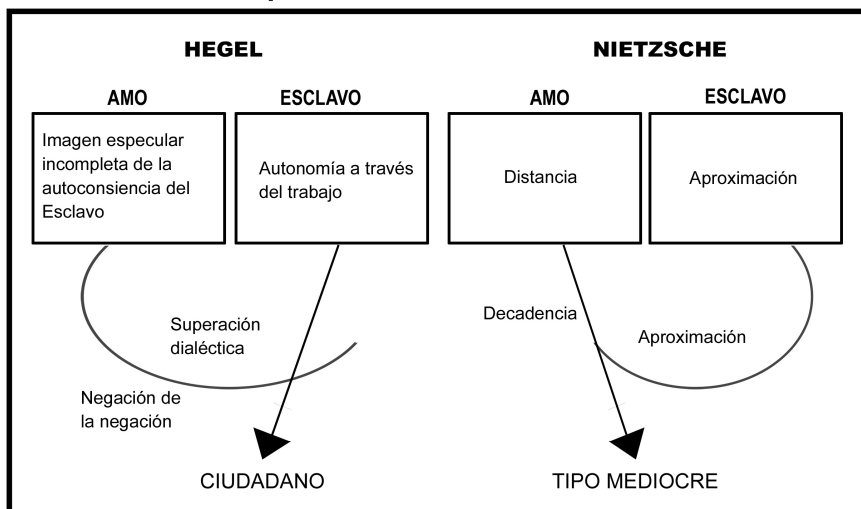 HEGEL
NIETZSCHE
AMO
ESCLAVO
AMO
ESCLAVO
Imagen especular
incompleta de la
autoconsiencia del
Esclavo
Autonomía a través
del trabajo
Distancia
Aproximación
Superación
dialéctica
Negación de
la negación
Decadencia
Aproximación
CIUDADANO
TIPO MEDIOCRE